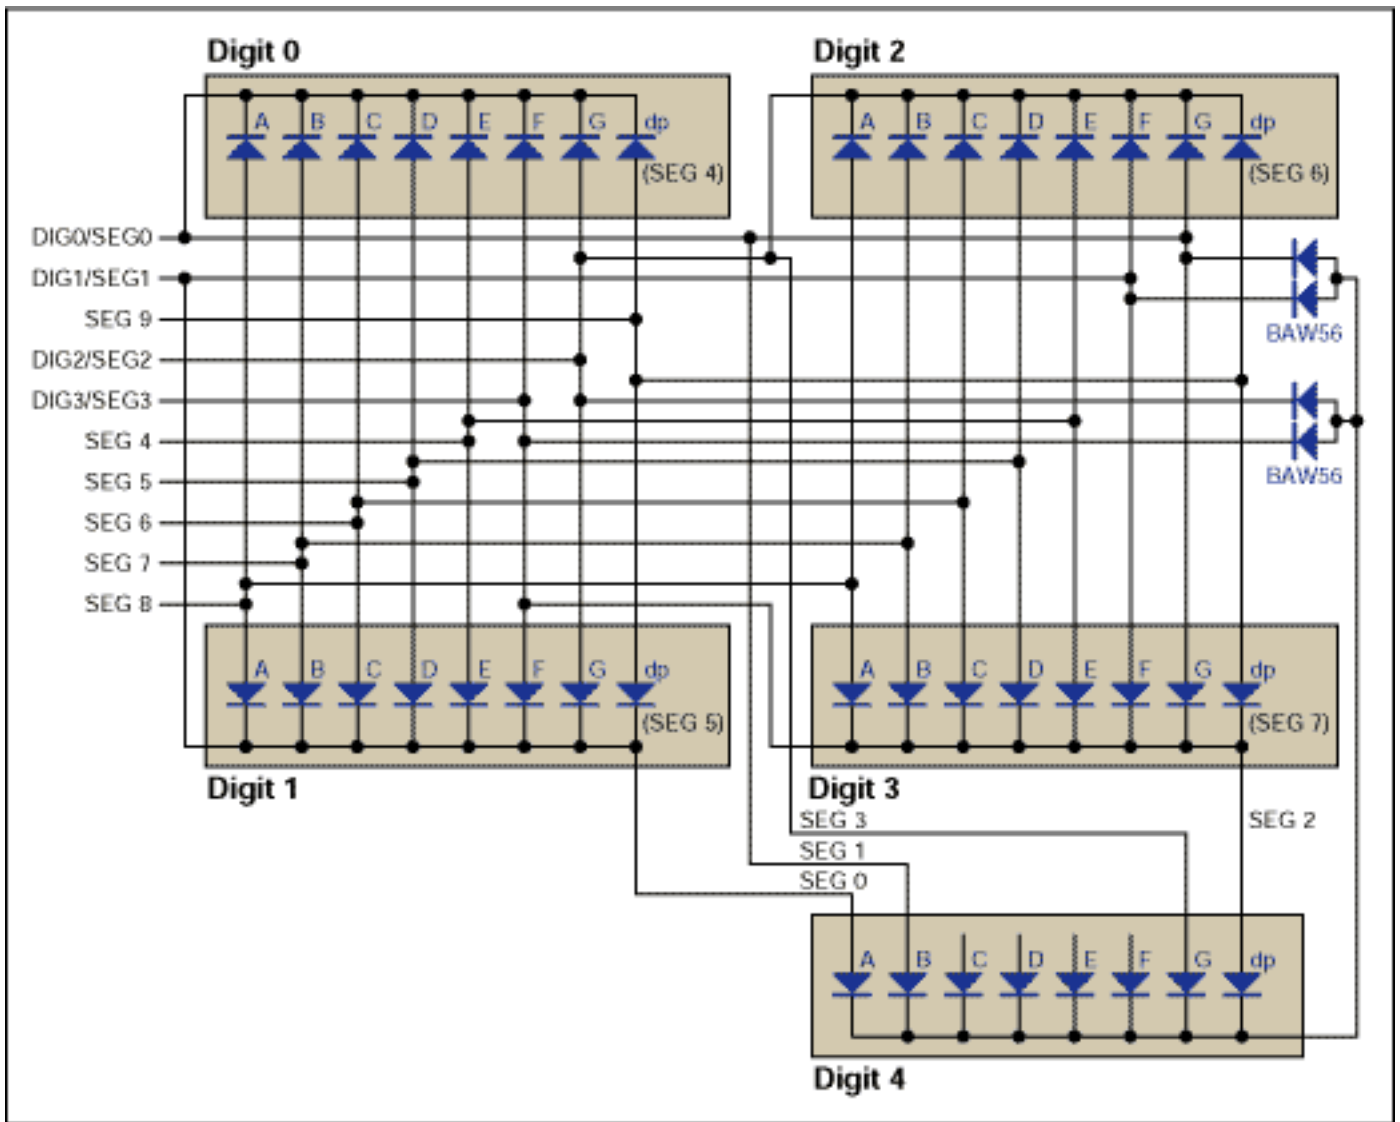 Digit 0
Digit 2
A B C D E F G dp
A B C D E F G dp
(SEG 4)
(SEG 6)
DIG0/SEG0
DIG1/SEG1
SEG 9
BAW56
DIG2/SEG2
DIG3/SEG3
SEG 4
BAW56
SEG 5
SEG 6
SEG 7
SEG 8
A B C D E F G dp
A B C D E F G dp
(SEG 5)
(SEG 7)
Digit 1
Digit 3
SEG 3
SEG 2
SEG 1
SEG 0
A B C D E F G dp
Digit 4